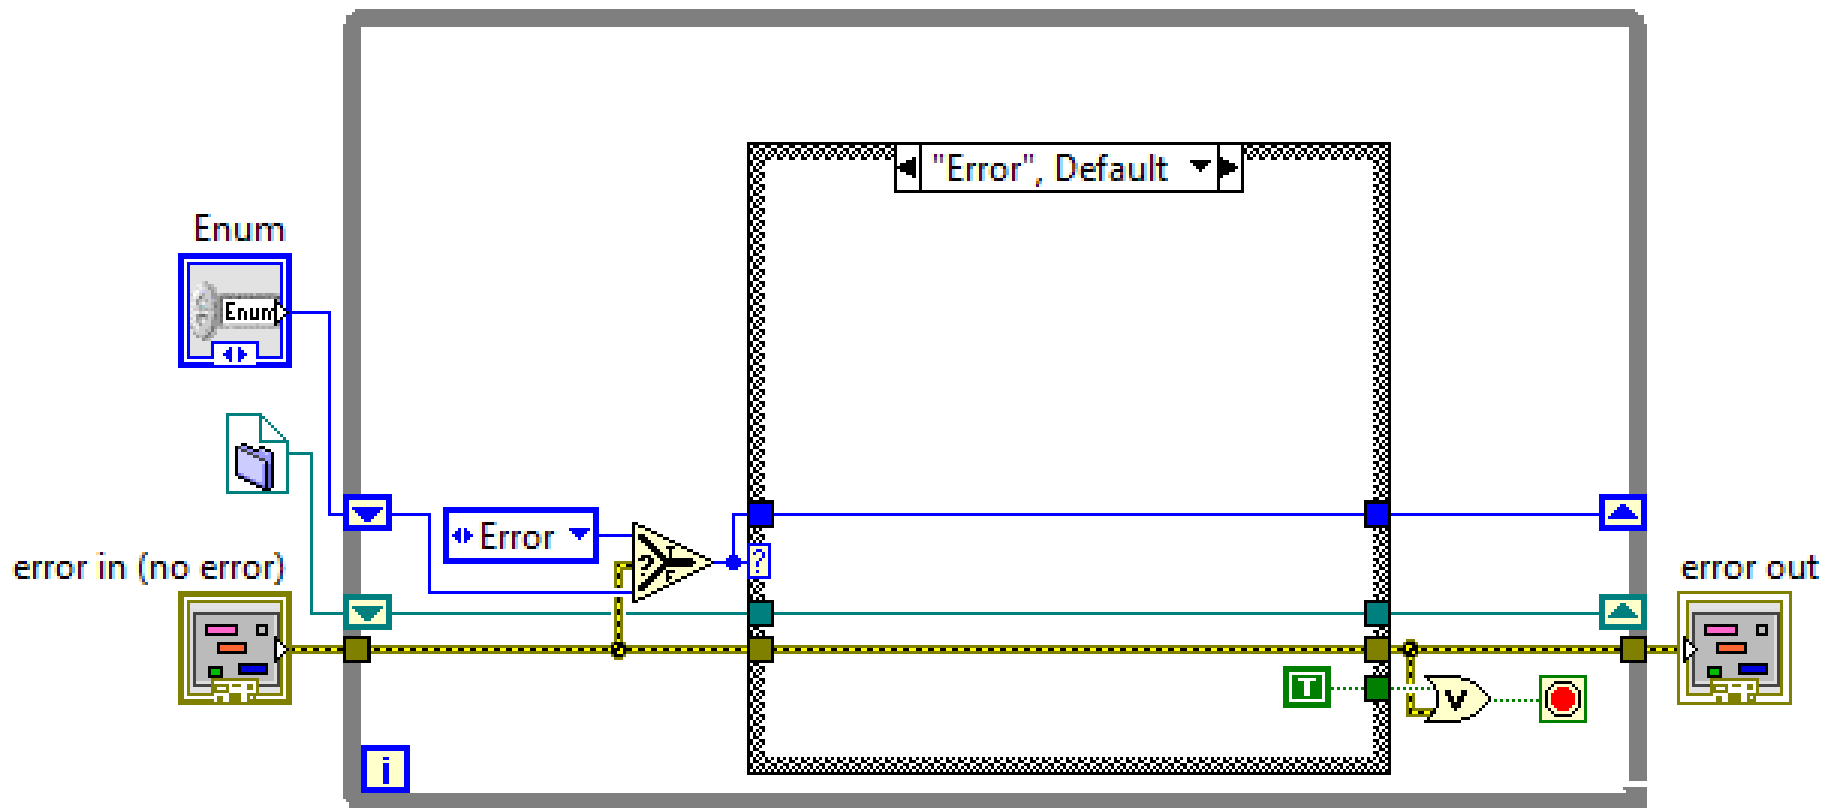 "Error", Default
Enum
Enum
Error
?
T
F
?
error in (no error)
error out
T
V
i